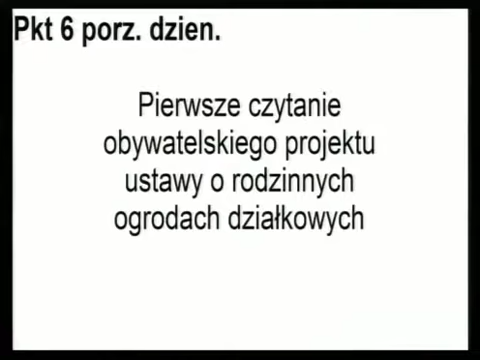 Pkt 6 porz. dzien.
Pierwsze czytanie
obywatelskiego projektu
ustawy o rodzinnych
ogrodach działkowych